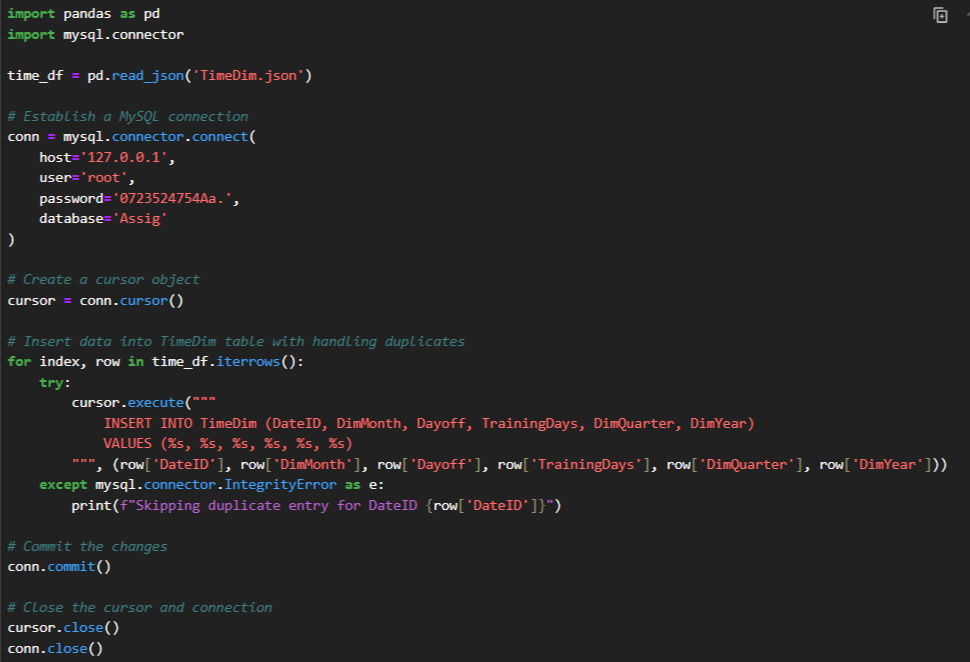 import pandas as pd
import mysql.connector

time_df = pd.read_json('TimeDim.json')

# Establish a MySQL connection
conn = mysql.connector.connect(
    host='127.0.0.1',
    user='root',
    password='0723524754Aa.',
    database='Assig'
)

# Create a cursor object
cursor = conn.cursor()

# Insert data into TimeDim table with handling duplicates
for index, row in time_df.iterrows():
    try:
        cursor.execute("""
            INSERT INTO TimeDim (DateID, DimMonth, Dayoff, TrainingDays, DimQuarter, DimYear)
            VALUES (%s, %s, %s, %s, %s, %s)
        """, (row['DateID'], row['DimMonth'], row['Dayoff'], row['TrainingDays'], row['DimQuarter'], row['DimYear']))
    except mysql.connector.IntegrityError as e:
        print(f"Skipping duplicate entry for DateID {row['DateID']}")

# Commit the changes
conn.commit()

# Close the cursor and connection
cursor.close()
conn.close()